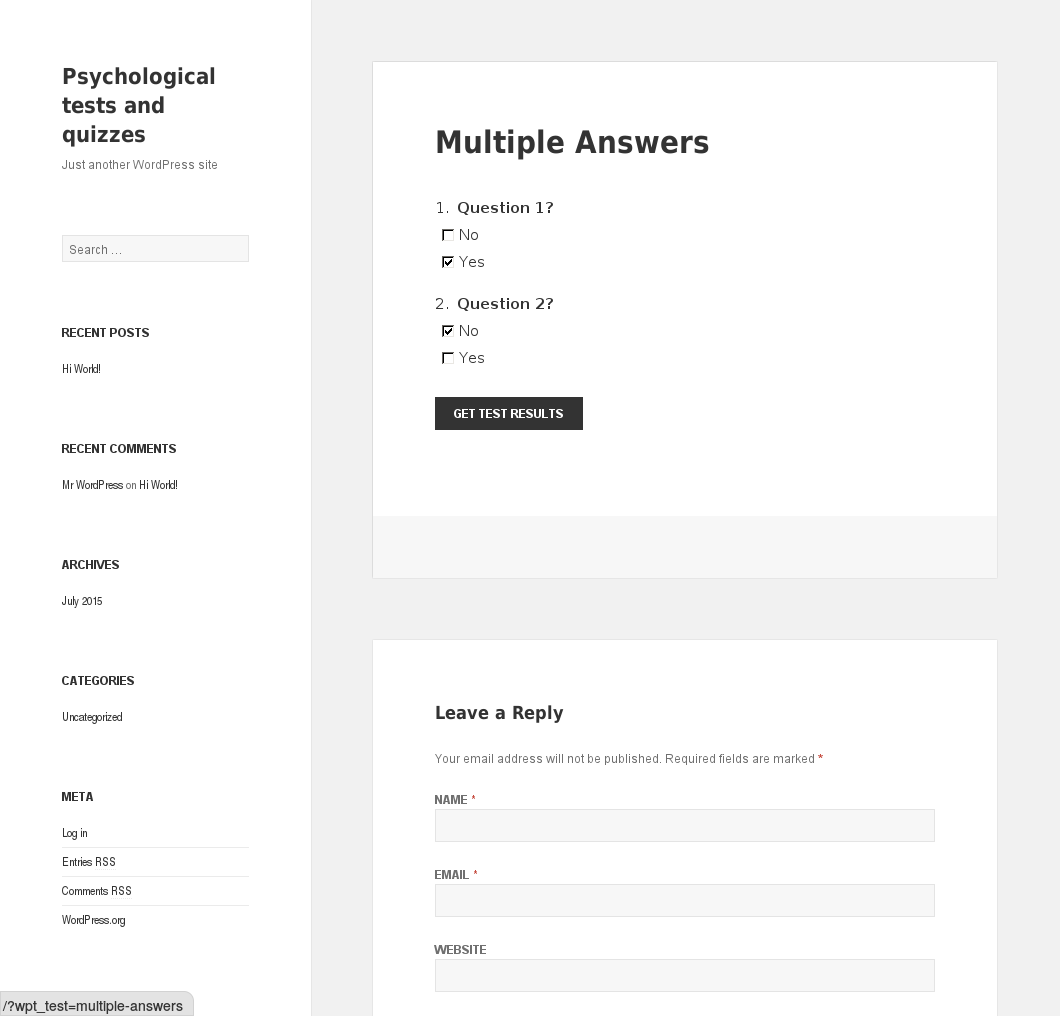 Psychological
tests and
quizzes
Just another WordPress site
Search …
RECENT POSTS
Hi World!
RECENT COMMENTS
Mr WordPress on Hi World!
ARCHIVES
July 2015
CATEGORIES
Uncategorized
META
Log in
Entries RSS
Comments RSS
WordPress.org
/?wpt_test=multiple-answers
Multiple Answers
1. Question 1?
No
Yes
2. Question 2?
No
Yes
GET TEST RESULTS
Leave a Reply
Your email address will not be published. Required fields are marked *
NAME *
EMAIL *
WEBSITE